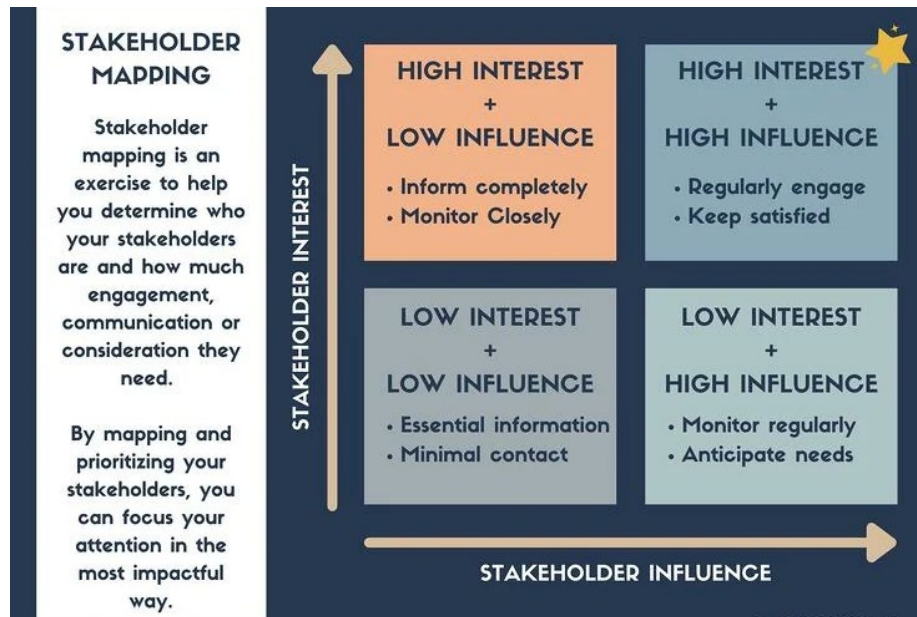 STAKEHOLDER
MAPPING
Stakeholder
mapping is an
exercise to help
you determine who
your stakeholders
are and how much
engagement,
communication or
consideration they
need.
By mapping and
prioritizing your
stakeholders, you
can focus your
attention in the
most impactful
way.
STAKEHOLDER INTEREST
HIGH INTEREST
+
LOW INFLUENCE
• Inform completely
• Monitor Closely
HIGH INTEREST
+
HIGH INFLUENCE
• Regularly engage
• Keep satisfied
LOW INTEREST
+
LOW INFLUENCE
• Essential information
• Minimal contact
LOW INTEREST
+
HIGH INFLUENCE
• Monitor regularly
• Anticipate needs
STAKEHOLDER INFLUENCE